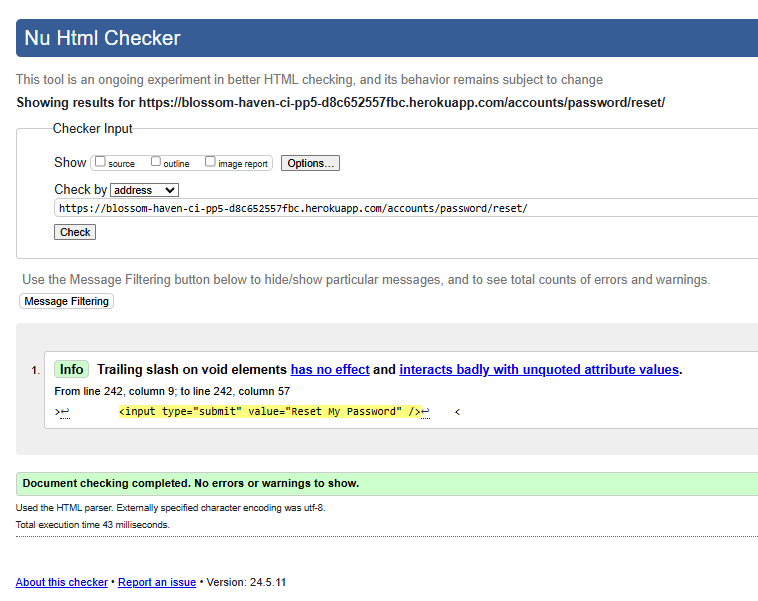 Nu Html Checker
This tool is an ongoing experiment in better HTML checking, and its behavior remains subject to change
Showing results for https://blossom-haven-ci-pp5-d8c652557fbc.herokuapp.com/accounts/password/reset/
Checker Input
Show source outline image report Options...
Check by address
https://blossom-haven-ci-pp5-d8c652557fbc.herokuapp.com/accounts/password/reset/
Check
Use the Message Filtering button below to hide/show particular messages, and to see total counts of errors and warnings.
Message Filtering
1. Info Trailing slash on void elements has no effect and interacts badly with unquoted attribute values.
From line 242, column 9; to line 242, column 57
>↩ <input type="submit" value="Reset My Password" />↩ <
Document checking completed. No errors or warnings to show.
Used the HTML parser. Externally specified character encoding was utf-8.
Total execution time 43 milliseconds.
About this checker • Report an issue • Version: 24.5.11